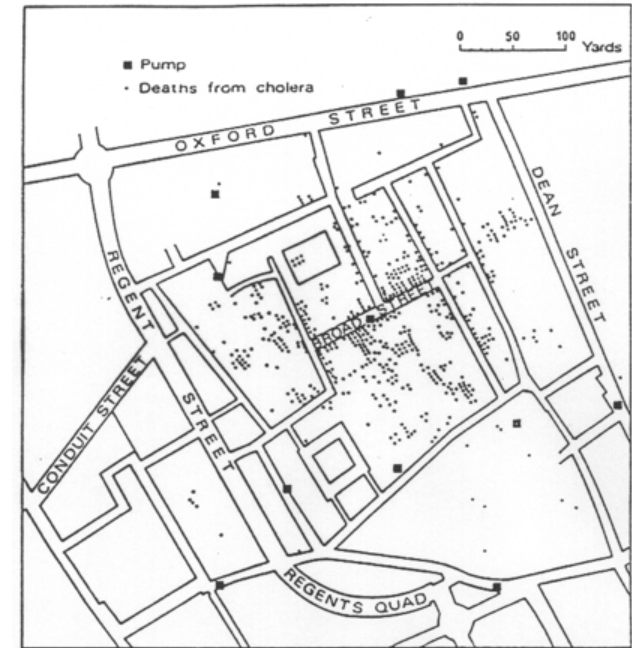 0 50 100
Yards
Pump
Deaths from cholera
OXFORD STREET
DEAN STREET
REGENT STREET
BROAD STREET
CONDUIT STREET
REGENTS QUAD